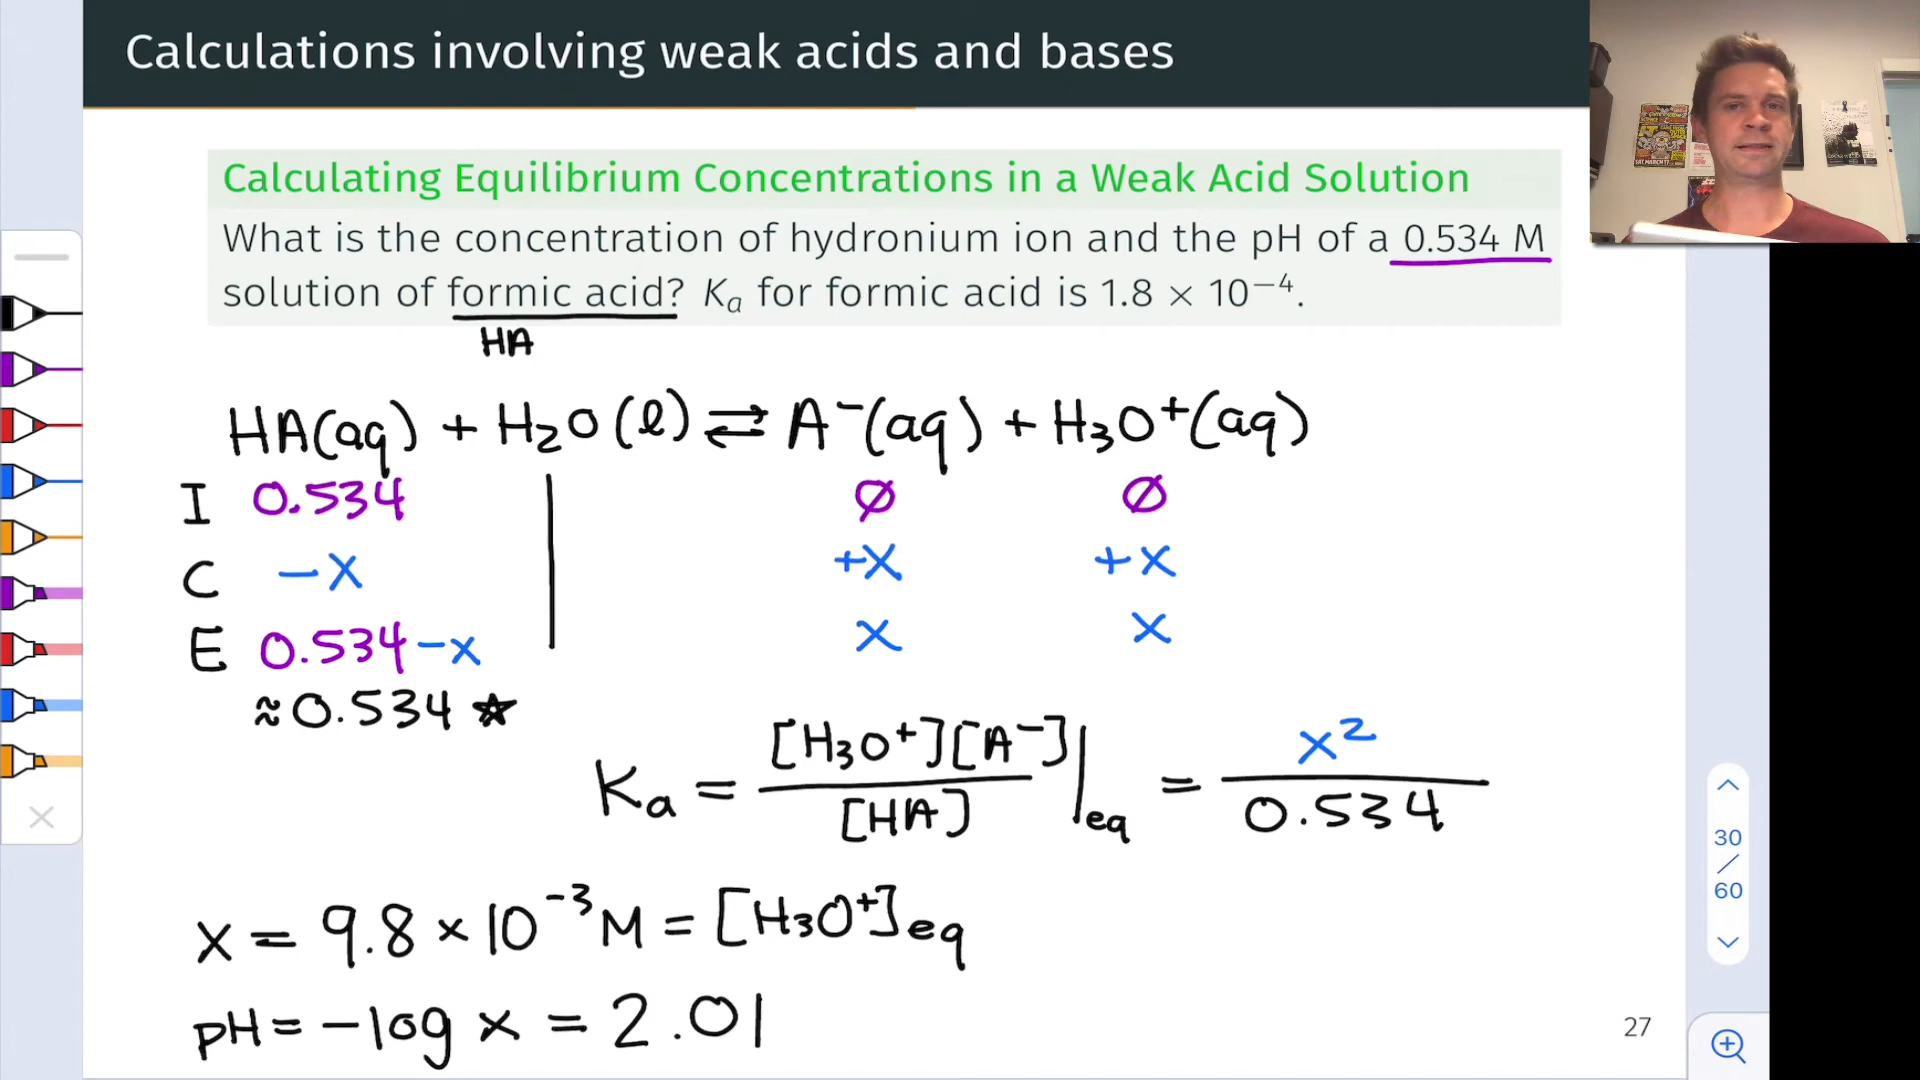 Calculations involving weak acids and bases
Calculating Equilibrium Concentrations in a Weak Acid Solution
What is the concentration of hydronium ion and the pH of a 0.534 M
solution of formic acid? Kₐ for formic acid is 1.8 × 10⁻⁴.
HA
HA(aq) + H₂O(l) ⇌ A⁻(aq) + H₃O⁺(aq)
I 0.534 ∅ ∅
C −x +x +x
E 0.534−x x x
≈0.534 ☆
Kₐ = [H₃O⁺][A⁻] / [HA] |eq = x² / 0.534
x = 9.8 × 10⁻³ M = [H₃O⁺]eq
pH = −log x = 2.01
30
/
60
27